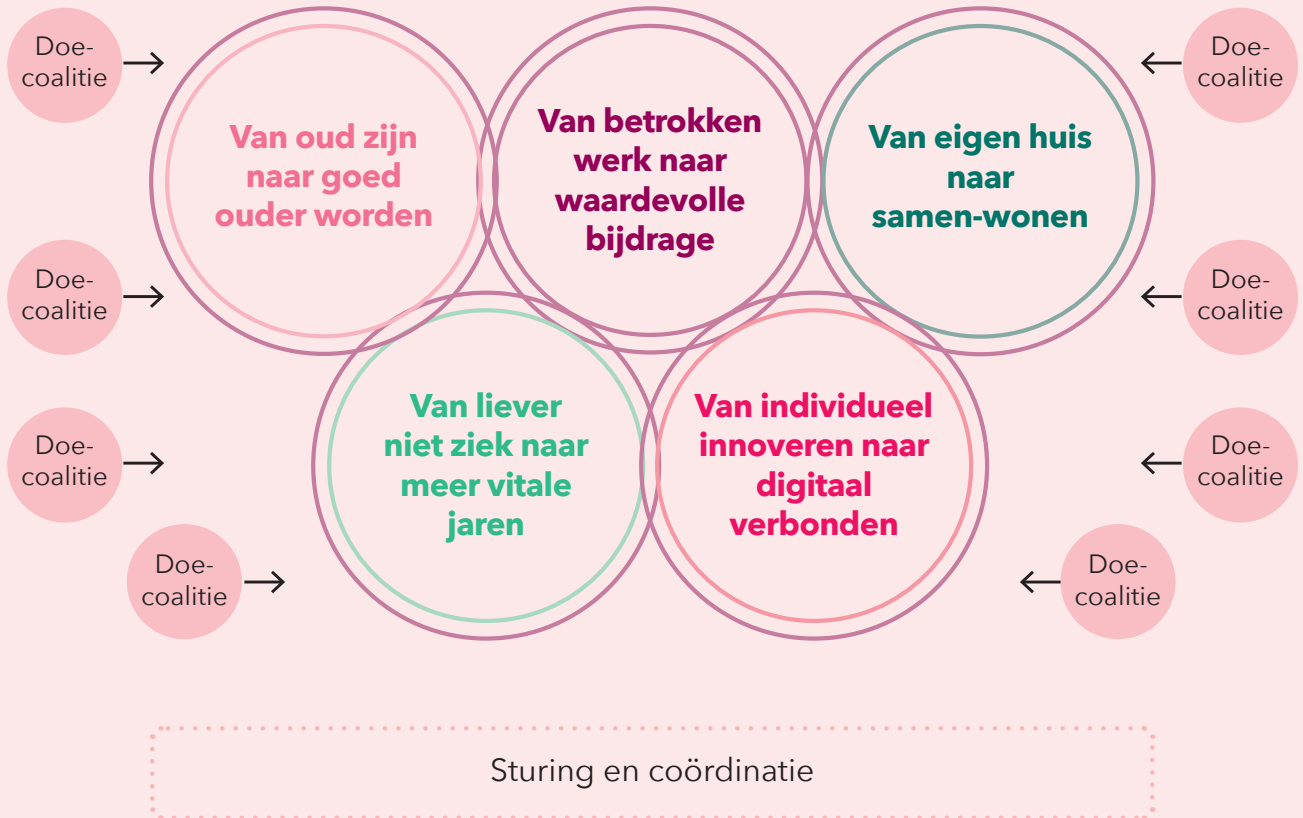 Doe-
coalitie
Van oud zijn
naar goed
ouder worden
Van betrokken
werk naar
waardevolle
bijdrage
Van eigen huis
naar
samen-wonen
Doe-
coalitie
Doe-
coalitie
Doe-
coalitie
Doe-
coalitie
Van liever
niet ziek naar
meer vitale
jaren
Van individueel
innoveren naar
digitaal
verbonden
Doe-
coalitie
Doe-
coalitie
Doe-
coalitie
Sturing en coördinatie